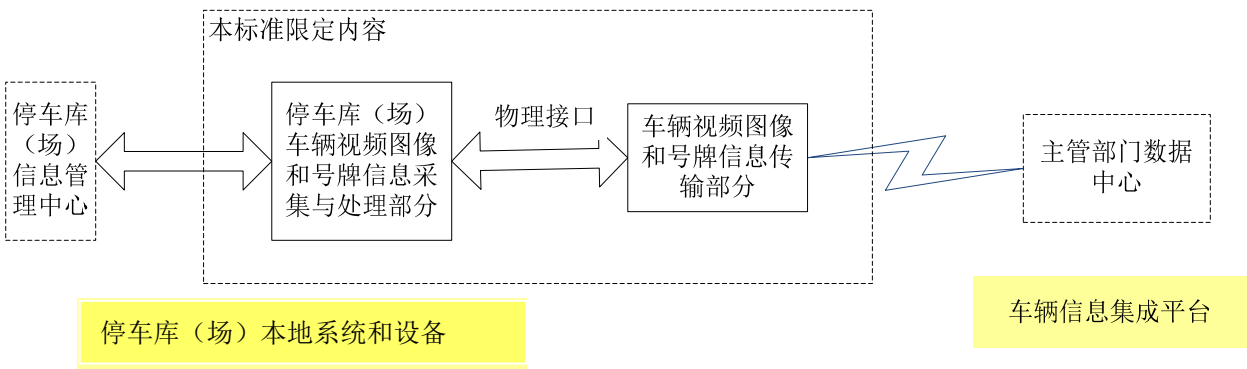 本标准限定内容
停车库
（场）
信息管
理中心
停车库（场）
车辆视频图像
和号牌信息采
集与处理部分
物理接口
车辆视频图像
和号牌信息传
输部分
主管部门数据
中心
停车库（场）本地系统和设备
车辆信息集成平台